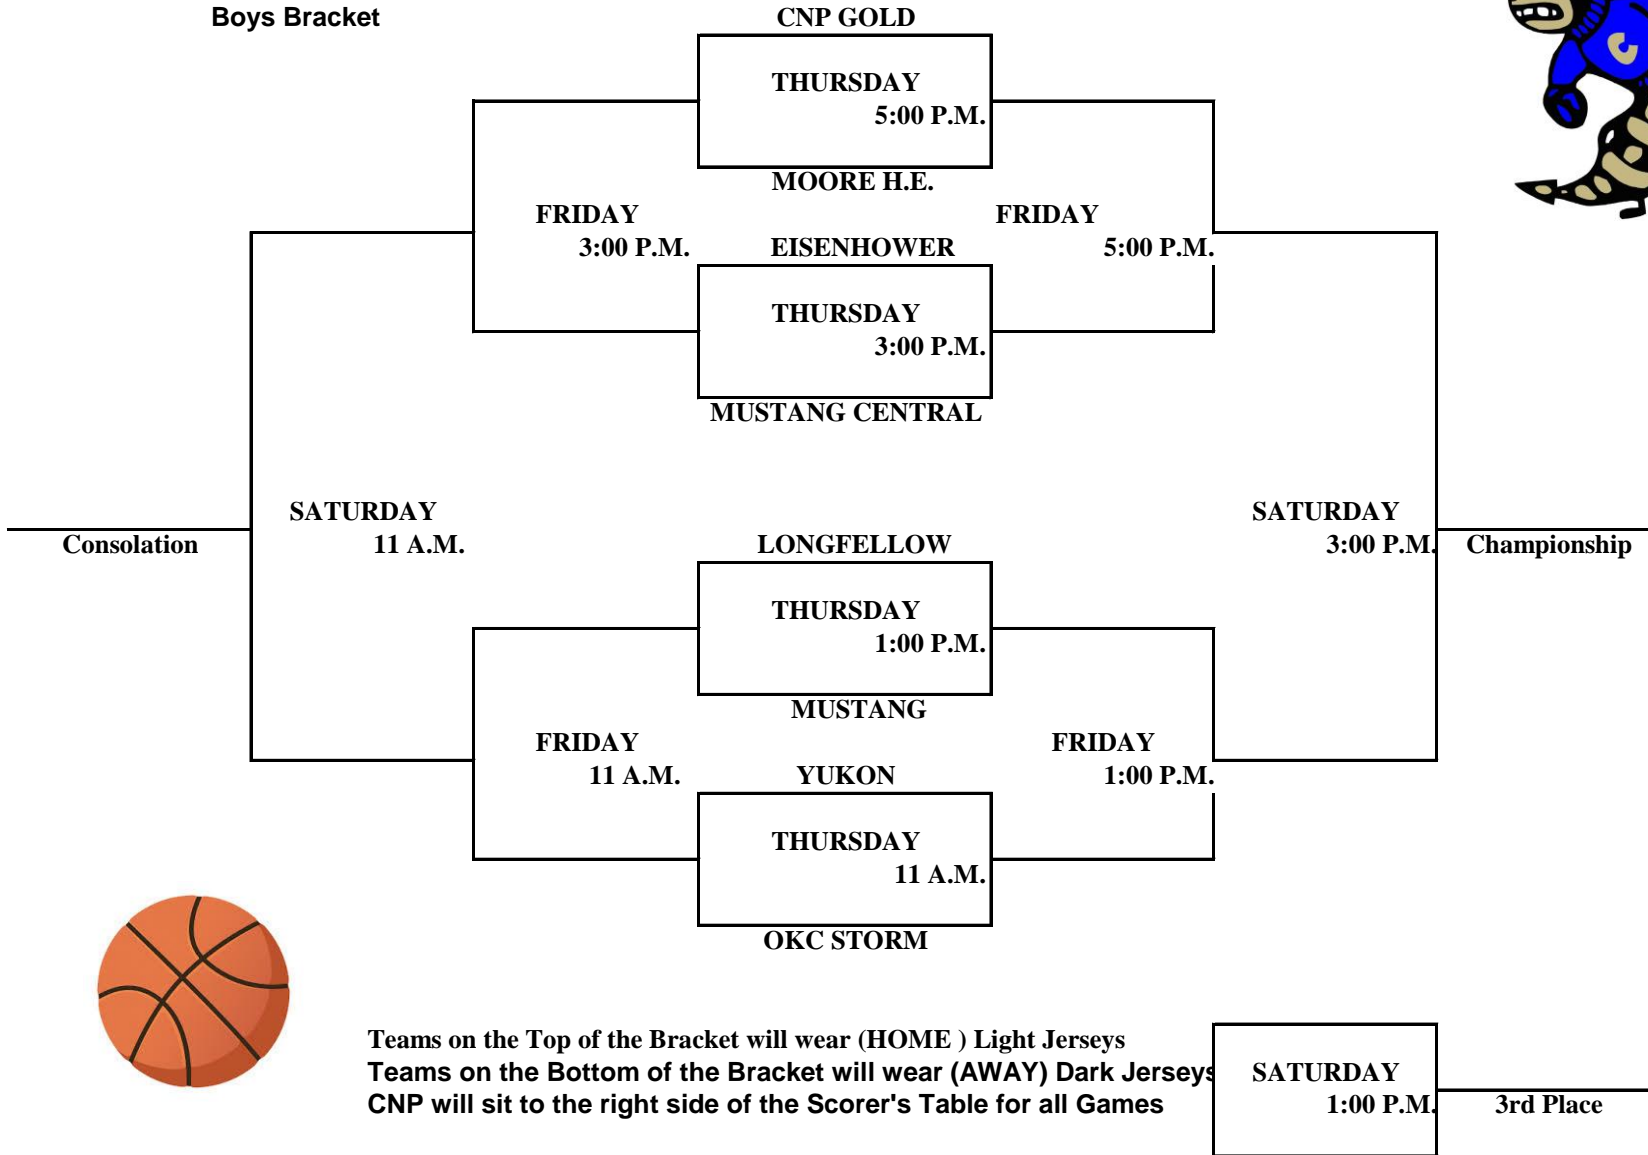 Boys Bracket
CNP GOLD
THURSDAY
5:00 P.M.
C
MOORE H.E.
FRIDAY
3:00 P.M.
FRIDAY
5:00 P.M.
EISENHOWER
THURSDAY
3:00 P.M.
MUSTANG CENTRAL
SATURDAY
11 A.M.
Consolation
SATURDAY
3:00 P.M.
Championship
LONGFELLOW
THURSDAY
1:00 P.M.
MUSTANG
FRIDAY
11 A.M.
FRIDAY
1:00 P.M.
YUKON
THURSDAY
11 A.M.
OKC STORM
Teams on the Top of the Bracket will wear (HOME ) Light Jerseys
Teams on the Bottom of the Bracket will wear (AWAY) Dark Jerseys
CNP will sit to the right side of the Scorer's Table for all Games
SATURDAY
1:00 P.M.
3rd Place